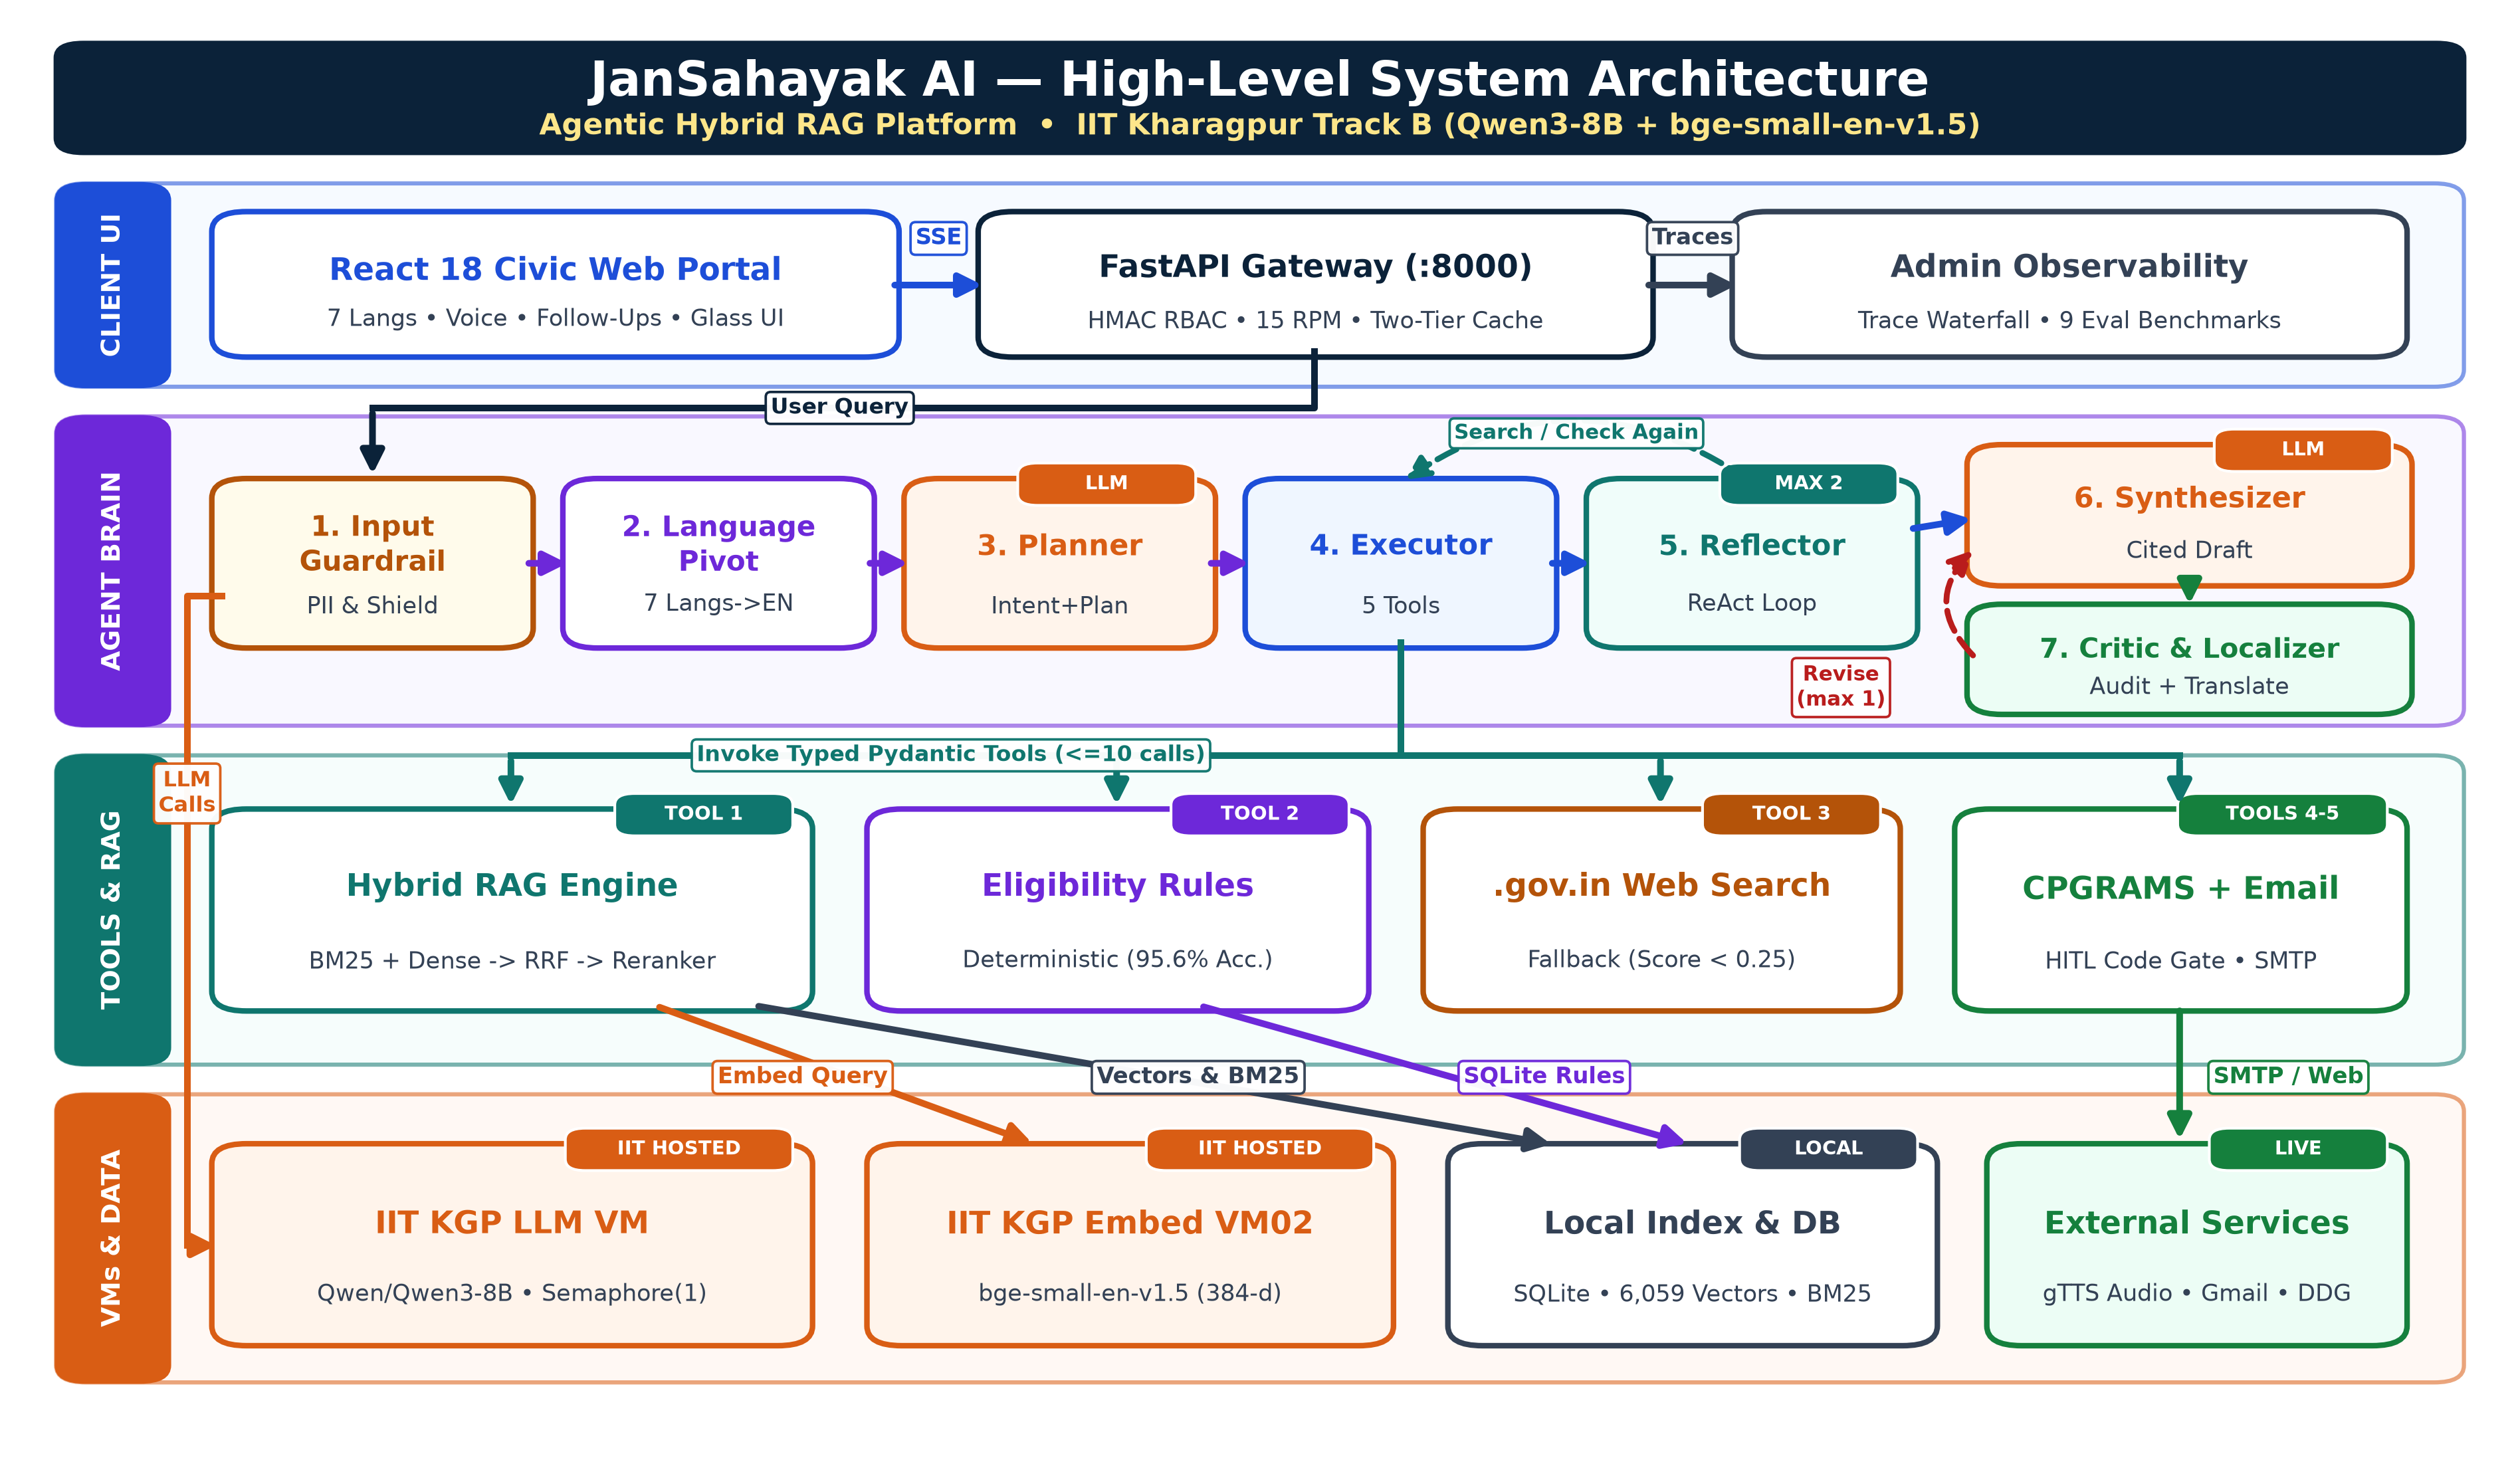 JanSahayak AI — High-Level System Architecture
Agentic Hybrid RAG Platform • IIT Kharagpur Track B (Qwen3-8B + bge-small-en-v1.5)
CLIENT UI
React 18 Civic Web Portal
7 Langs • Voice • Follow-Ups • Glass UI
SSE
FastAPI Gateway (:8000)
HMAC RBAC • 15 RPM • Two-Tier Cache
Traces
Admin Observability
Trace Waterfall • 9 Eval Benchmarks
User Query
AGENT BRAIN
1. Input
Guardrail
PII & Shield
2. Language
Pivot
7 Langs->EN
LLM
3. Planner
Intent+Plan
Search / Check Again
4. Executor
5 Tools
MAX 2
5. Reflector
ReAct Loop
LLM
6. Synthesizer
Cited Draft
Revise
(max 1)
7. Critic & Localizer
Audit + Translate
Invoke Typed Pydantic Tools (<=10 calls)
TOOLS & RAG
LLM
Calls
TOOL 1
Hybrid RAG Engine
BM25 + Dense -> RRF -> Reranker
TOOL 2
Eligibility Rules
Deterministic (95.6% Acc.)
TOOL 3
.gov.in Web Search
Fallback (Score < 0.25)
TOOLS 4-5
CPGRAMS + Email
HITL Code Gate • SMTP
Embed Query
Vectors & BM25
SQLite Rules
SMTP / Web
VMs & DATA
IIT HOSTED
IIT KGP LLM VM
Qwen/Qwen3-8B • Semaphore(1)
IIT HOSTED
IIT KGP Embed VM02
bge-small-en-v1.5 (384-d)
LOCAL
Local Index & DB
SQLite • 6,059 Vectors • BM25
LIVE
External Services
gTTS Audio • Gmail • DDG